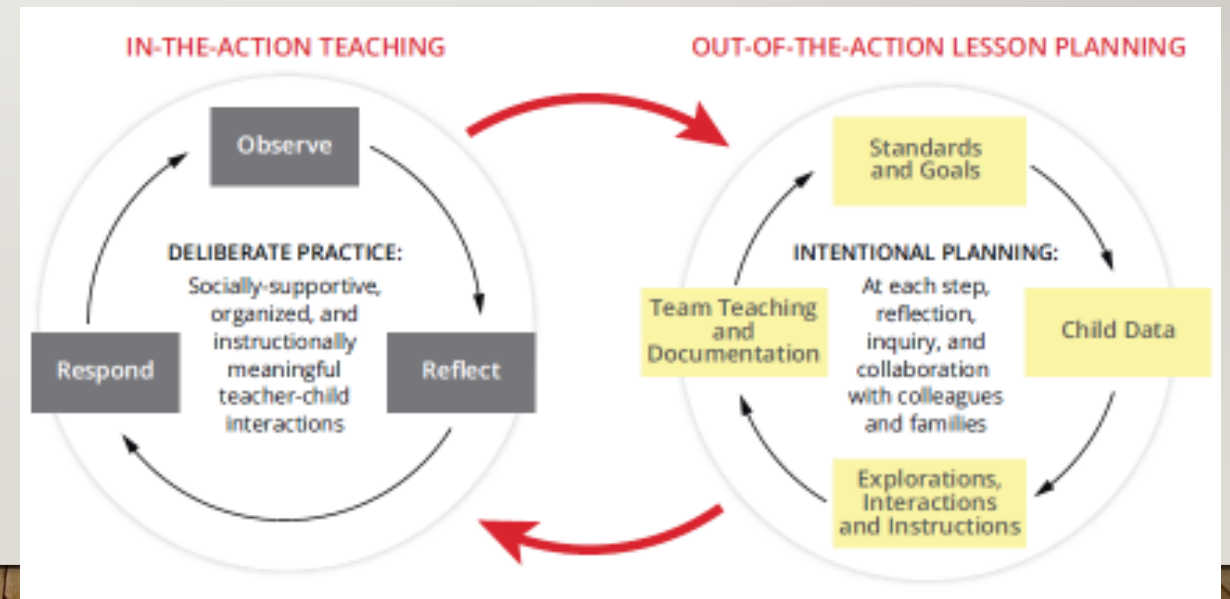 IN-THE-ACTION TEACHING
OUT-OF-THE-ACTION LESSON PLANNING
Observe
DELIBERATE PRACTICE:
Socially-supportive,
organized, and
instructionally
meaningful
teacher-child
interactions
Respond
Reflect
Standards
and Goals
INTENTIONAL PLANNING:
At each step,
reflection,
inquiry, and
collaboration
with colleagues
and families
Team Teaching
and
Documentation
Child Data
Explorations,
Interactions
and Instructions